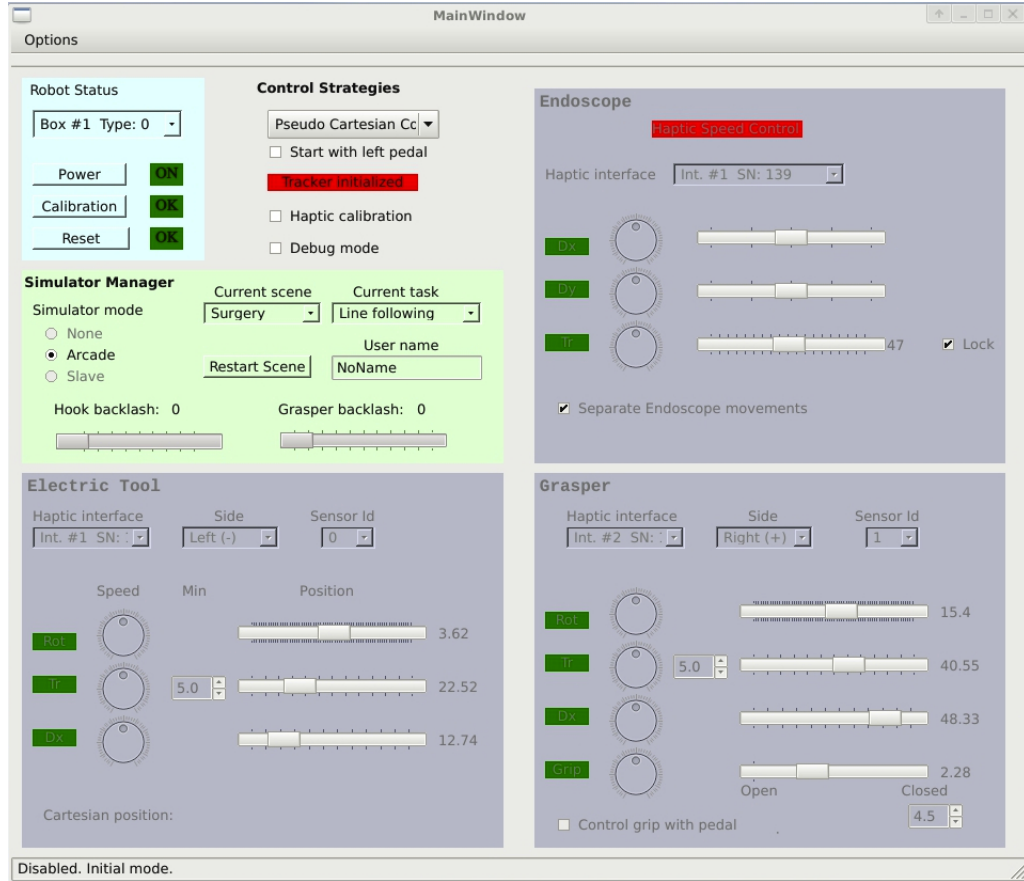 MainWindow
Options
Robot Status
Box #1 Type: 0
Power ON
Calibration OK
Reset OK
Control Strategies
Pseudo Cartesian Cc
Start with left pedal
Tracker initialized
Haptic calibration
Debug mode
Endoscope
Haptic Speed Control
Haptic interface Int. #1 SN: 139
Dx
Dy
Tr 47 Lock
Separate Endoscope movements
Simulator Manager
Simulator mode
None
Arcade
Slave
Current scene Current task
Surgery Line following
User name
Restart Scene NoName
Hook backlash: 0 Grasper backlash: 0
Electric Tool
Haptic interface Side Sensor Id
Int. #1 SN: Left (-) 0
Speed Min Position
Rot 3.62
Tr 5.0 22.52
Dx 12.74
Cartesian position:
Grasper
Haptic interface Side Sensor Id
Int. #2 SN: Right (+) 1
Rot 15.4
Tr 5.0 40.55
Dx 48.33
Grip 2.28
Open Closed
4.5
Control grip with pedal
Disabled. Initial mode.